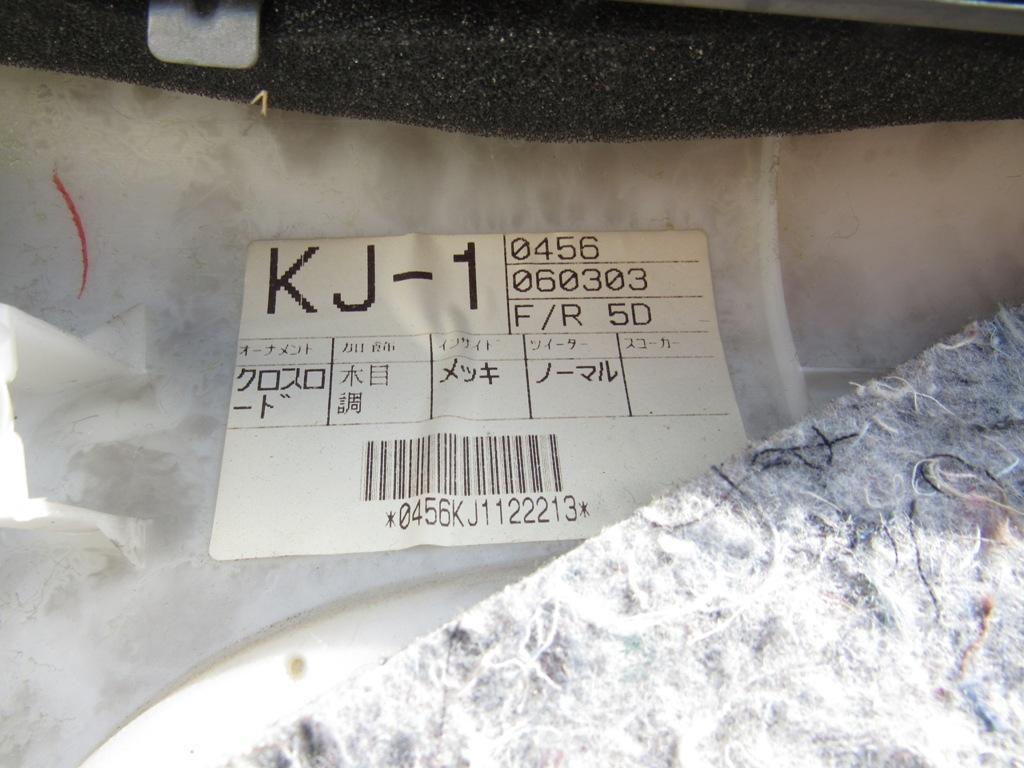 KJ-1
0456
060303
F/R 5D
オーナメント 加飾 インサイド ツイーター スコーカー
クロスロード 木目調 メッキ ノーマル
*0456KJ1122213*